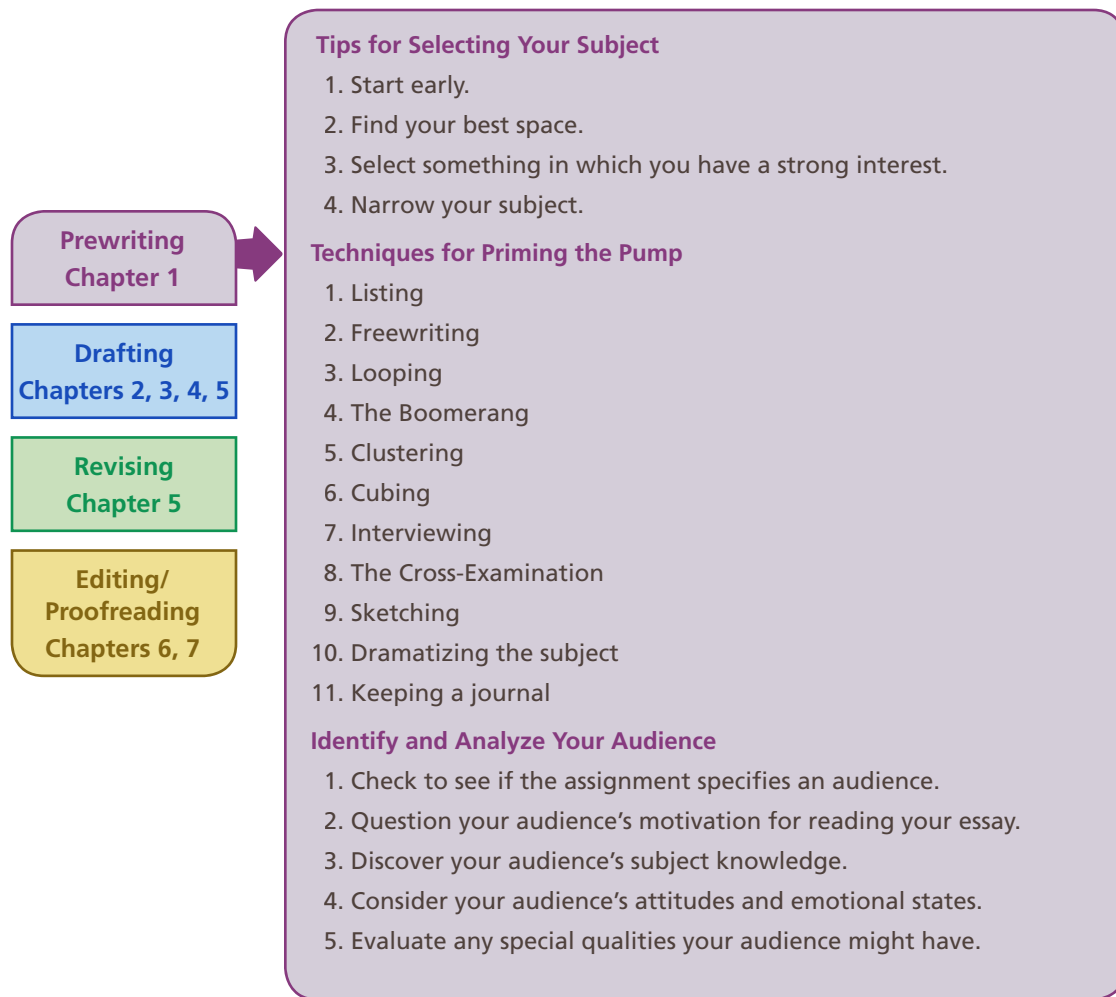 Prewriting
Chapter 1
Drafting
Chapters 2, 3, 4, 5
Revising
Chapter 5
Editing/
Proofreading
Chapters 6, 7
Tips for Selecting Your Subject
1. Start early.
2. Find your best space.
3. Select something in which you have a strong interest.
4. Narrow your subject.
Techniques for Priming the Pump
1. Listing
2. Freewriting
3. Looping
4. The Boomerang
5. Clustering
6. Cubing
7. Interviewing
8. The Cross-Examination
9. Sketching
10. Dramatizing the subject
11. Keeping a journal
Identify and Analyze Your Audience
1. Check to see if the assignment specifies an audience.
2. Question your audience’s motivation for reading your essay.
3. Discover your audience’s subject knowledge.
4. Consider your audience’s attitudes and emotional states.
5. Evaluate any special qualities your audience might have.